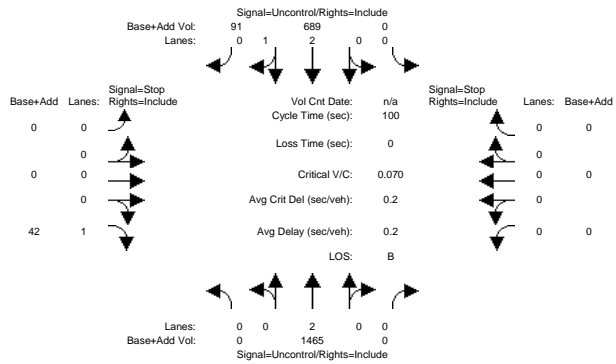 Signal=Uncontrol/Rights=Include
Base+Add Vol: 91 689 0
Lanes: 0 1 2 0 0
Signal=Stop
Base+Add Lanes: Rights=Include
Vol Cnt Date: n/a
Signal=Stop
Rights=Include Lanes: Base+Add
0 0
Cycle Time (sec): 100
0 0
0
Loss Time (sec): 0
0
0 0
Critical V/C: 0.070
0 0
0
Avg Crit Del (sec/veh): 0.2
0
42 1
Avg Delay (sec/veh): 0.2
0 0
LOS: B
Lanes: 0 0 2 0 0
Base+Add Vol: 0 1465 0
Signal=Uncontrol/Rights=Include